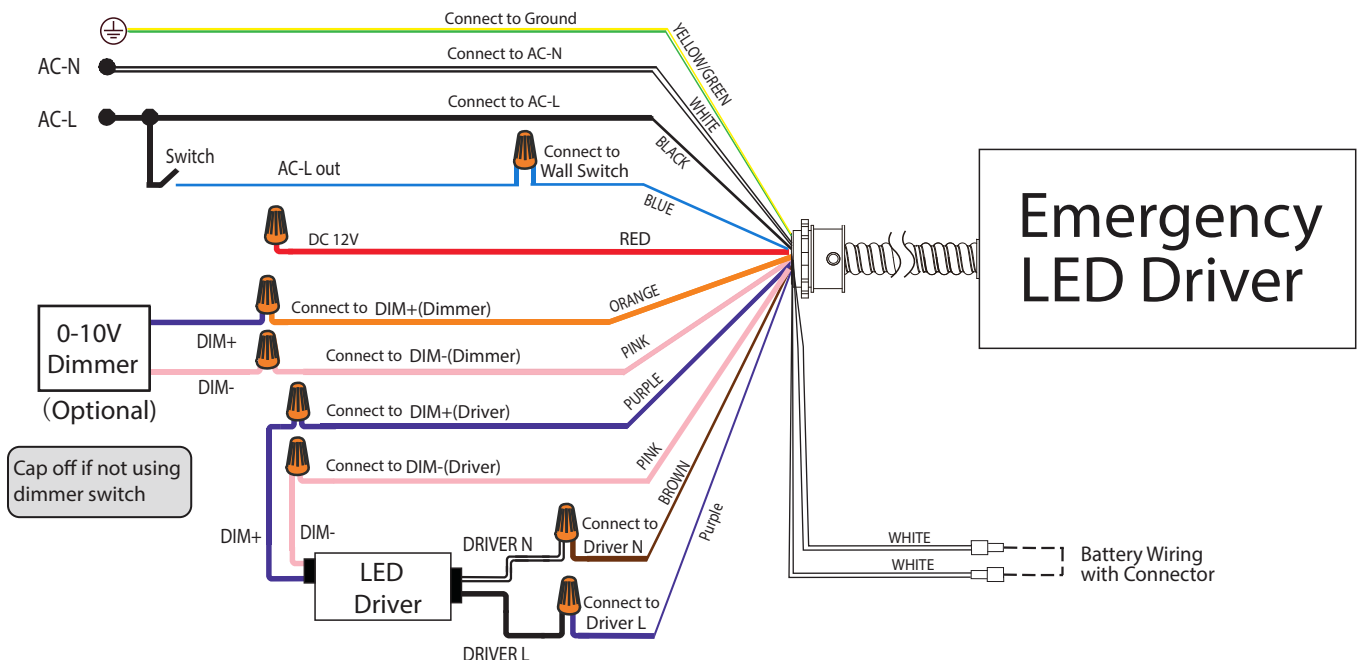 Connect to Ground
YELLOW/GREEN
AC-N
Connect to AC-N
WHITE
AC-L
Connect to AC-L
BLACK
Switch
AC-L out
Connect to
Wall Switch
BLUE
DC 12V
RED
Emergency
LED Driver
0-10V
Dimmer
(Optional)
DIM+
Connect to DIM+(Dimmer)
ORANGE
DIM-
Connect to DIM-(Dimmer)
PINK
Connect to DIM+(Driver)
PURPLE
Connect to DIM-(Driver)
PINK
Cap off if not using
dimmer switch
DIM+
DIM-
LED
Driver
DRIVER N
Connect to
Driver N
BROWN
DRIVER L
Connect to
Driver L
Purple
WHITE
WHITE
Battery Wiring
with Connector